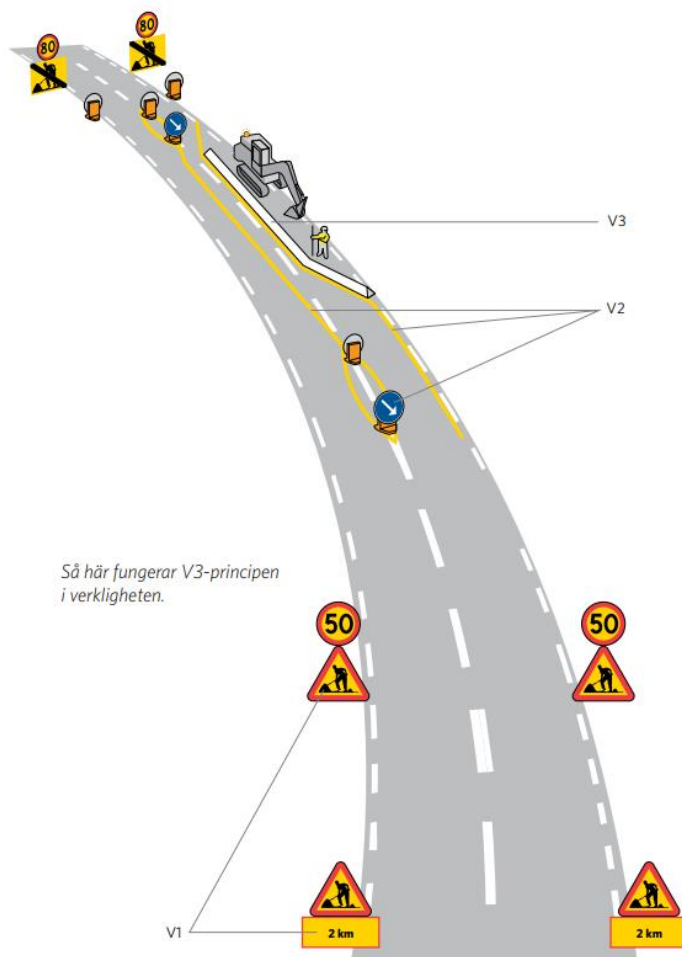 80
80
V3
V2
Så här fungerar V3-principen
i verkligheten.
50
50
V1
2 km
2 km